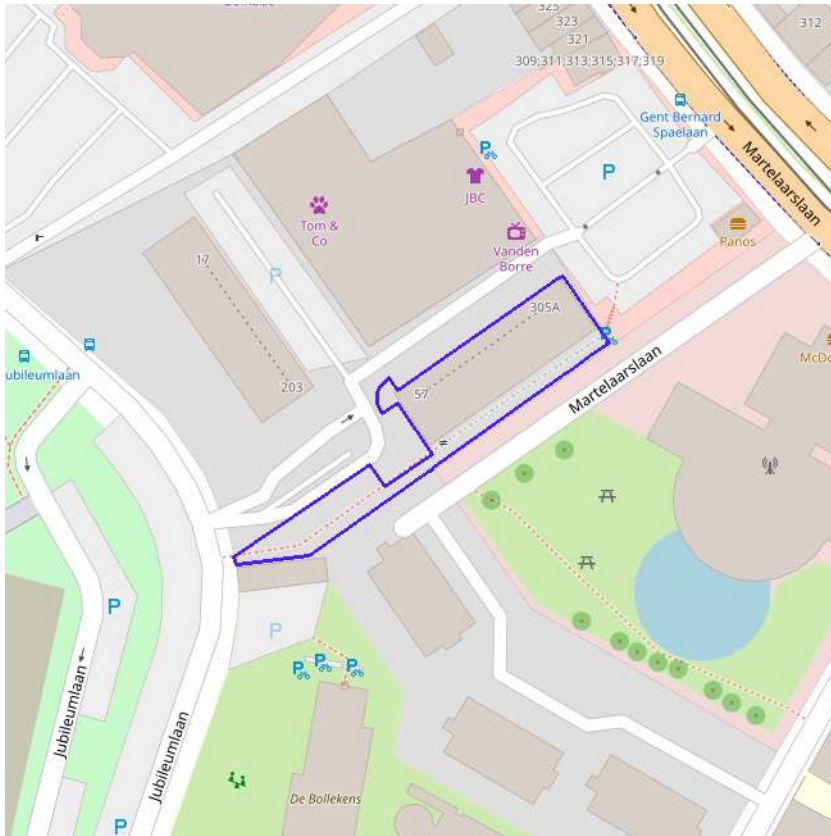 Delhaize
325
323
321
309;311;313;315;317;319
312
Gent Bernard
Spaelaan
Martelaarslaan
P
P
JBC
Tom &
Co
Vanden
Borre
Panos
17
P
305A
P
McDo
Jubileumlaan
203
57
Martelaarslaan
P
P
P
P
P
Jubileumlaan
Jubileumlaan
De Bollekens
P